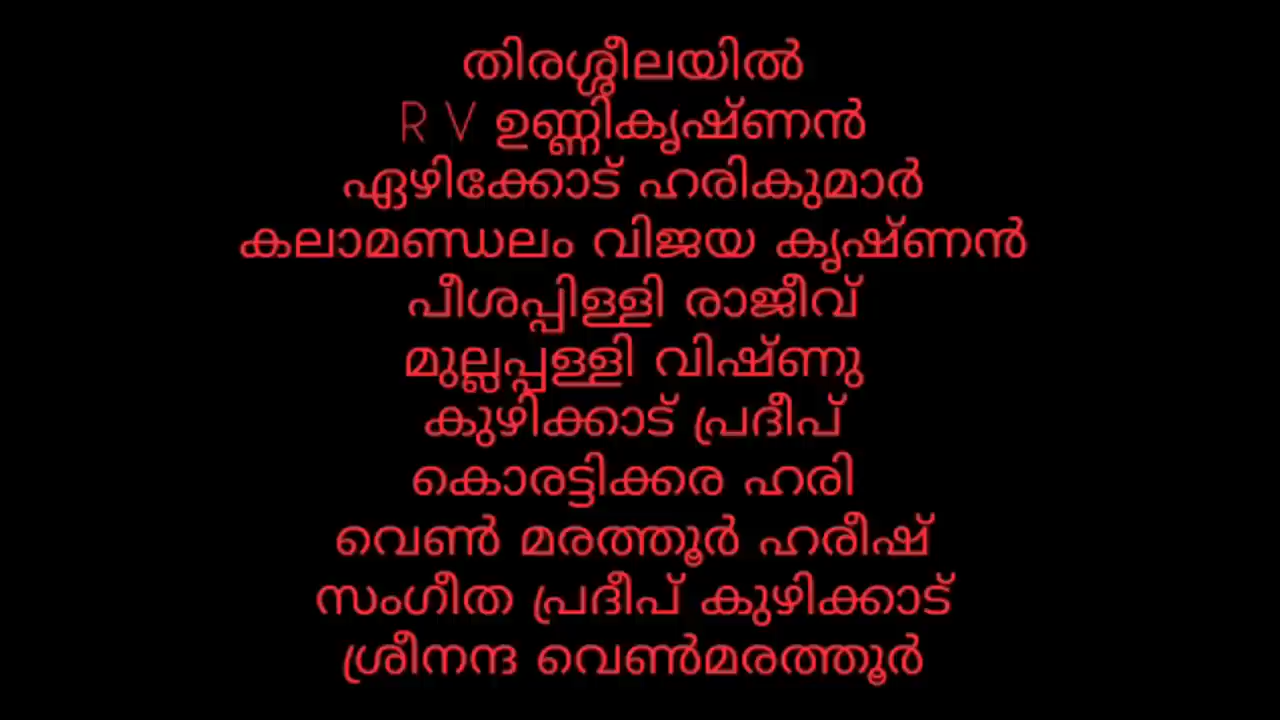 തിരശ്ശീലയിൽ
R V ഉണ്ണികൃഷ്ണൻ
ഏഴിക്കോട് ഹരികുമാർ
കലാമണ്ഡലം വിജയ കൃഷ്ണൻ
പീശപ്പിള്ളി രാജീവ്
മുല്ലപ്പള്ളി വിഷ്ണു
കുഴിക്കാട് പ്രദീപ്
കൊരട്ടിക്കര ഹരി
വെൺ മരത്തൂർ ഹരീഷ്
സംഗീത പ്രദീപ് കുഴിക്കാട്
ശ്രീനന്ദ വെൺമരത്തൂർ